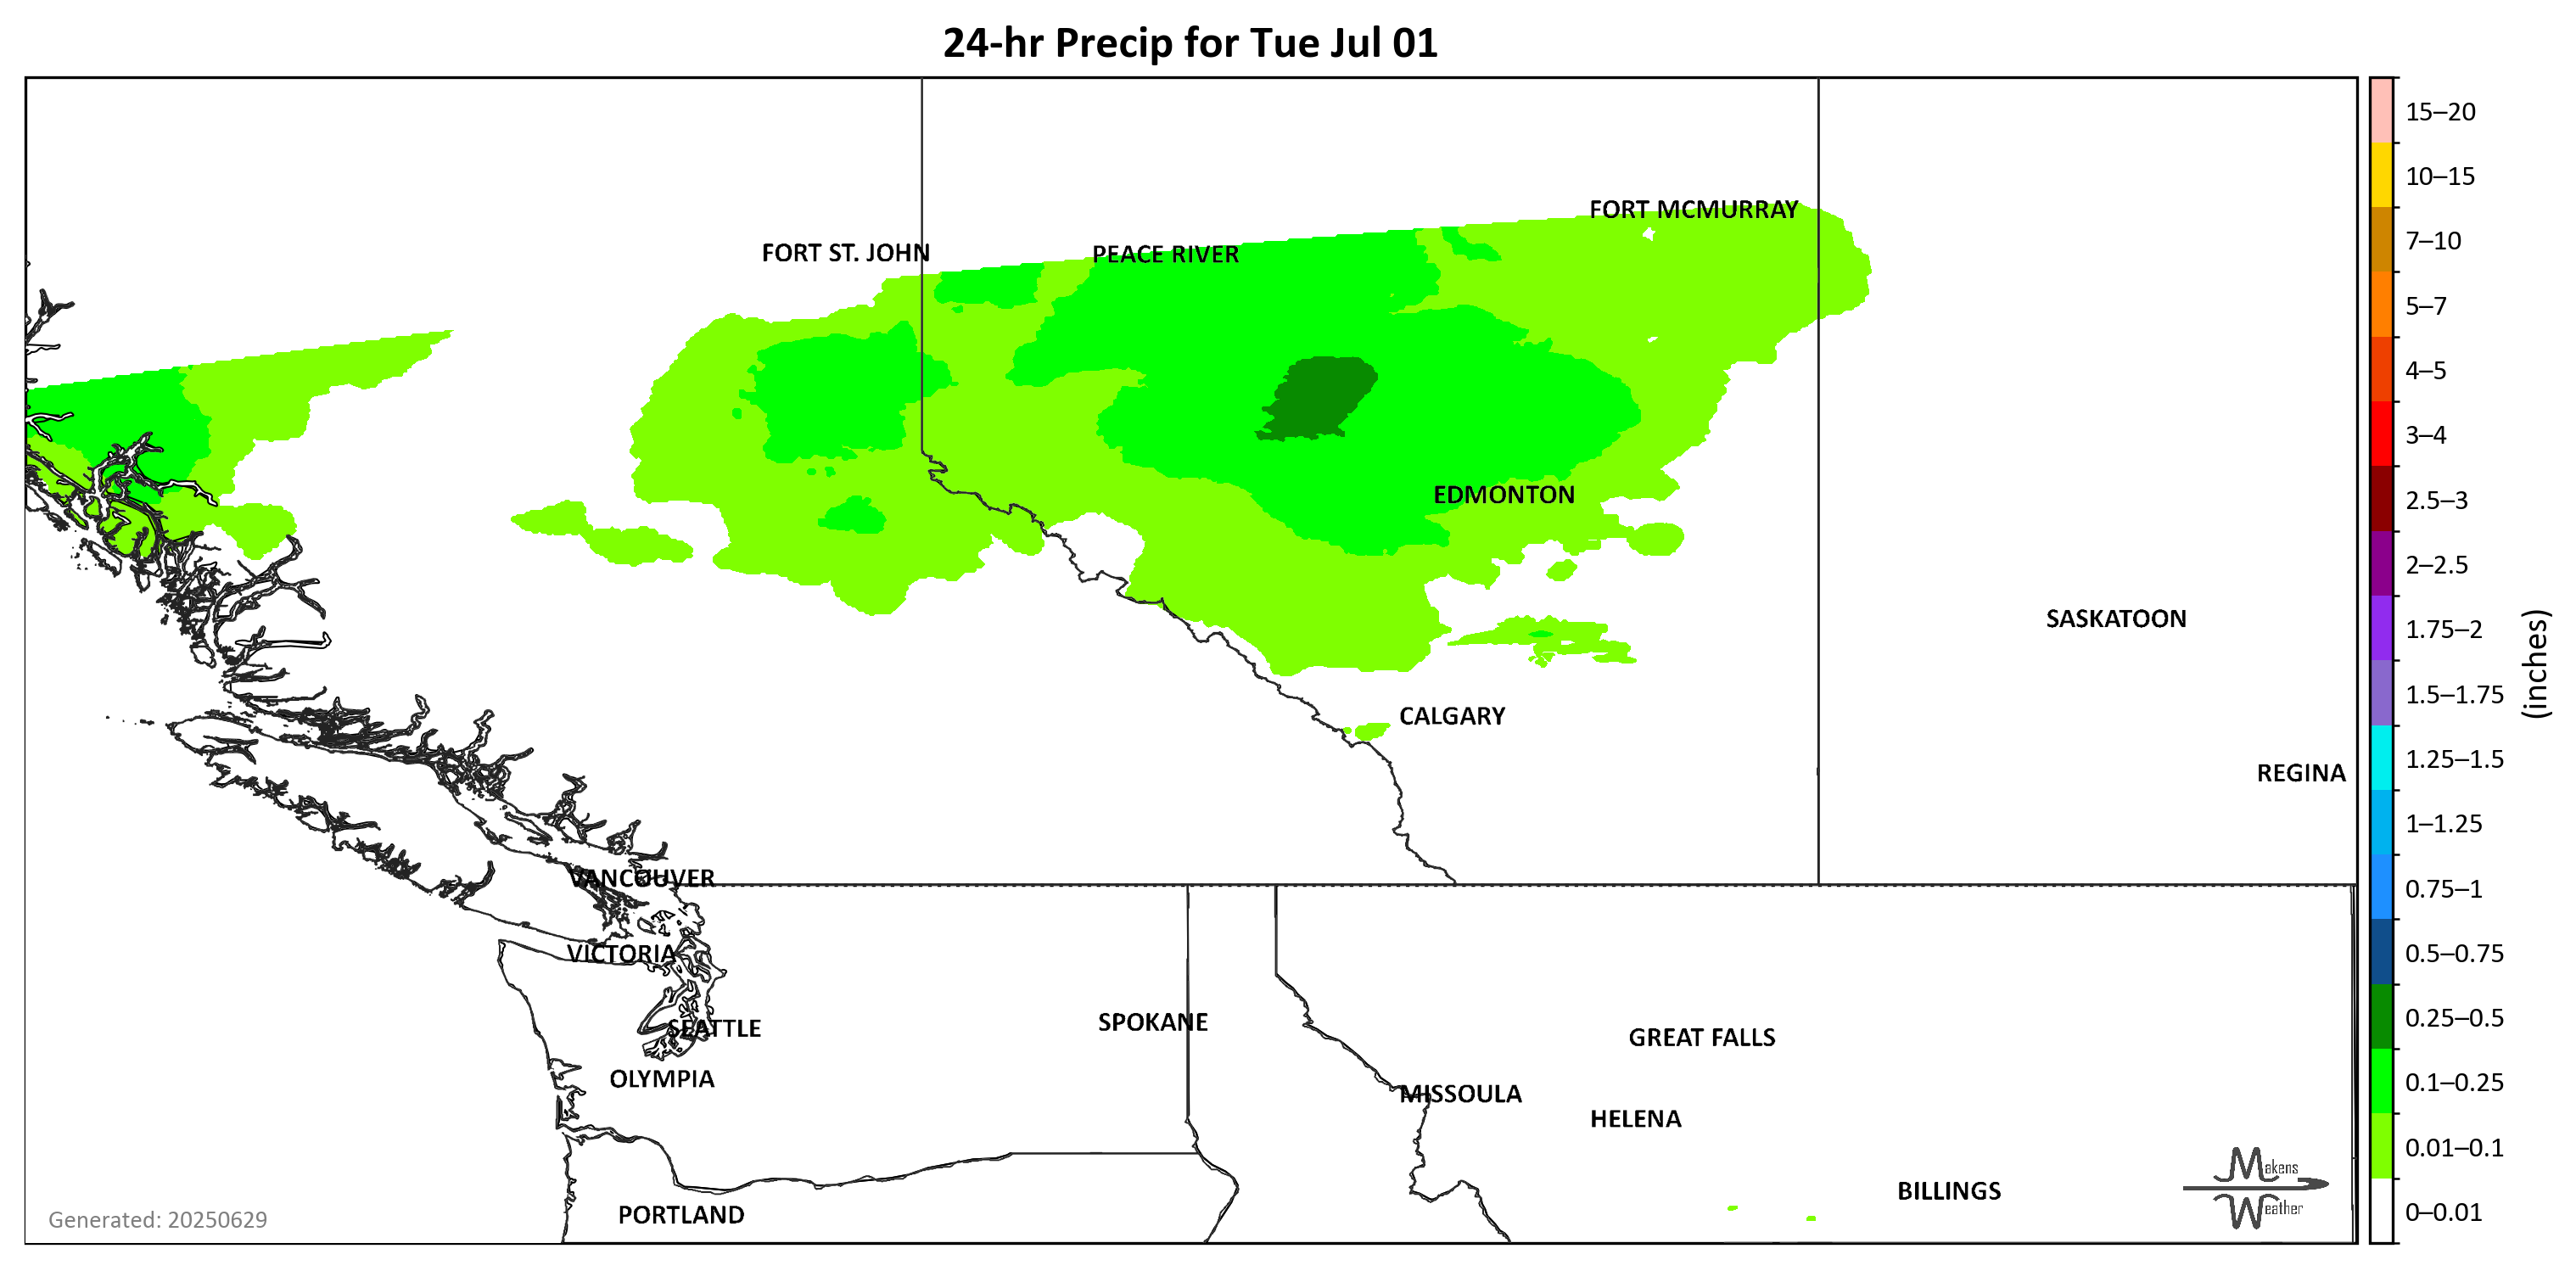 24-hr Precip for Tue Jul 01
FORT MCMURRAY
FORT ST. JOHN
PEACE RIVER
EDMONTON
SASKATOON
CALGARY
REGINA
VANCOUVER
VICTORIA
SEATTLE
SPOKANE
GREAT FALLS
OLYMPIA
MISSOULA
HELENA
BILLINGS
PORTLAND
Generated: 20250629
Makens
Weather
15–20
10–15
7–10
5–7
4–5
3–4
2.5–3
2–2.5
1.75–2
1.5–1.75
1.25–1.5
1–1.25
0.75–1
0.5–0.75
0.25–0.5
0.1–0.25
0.01–0.1
0–0.01
(inches)